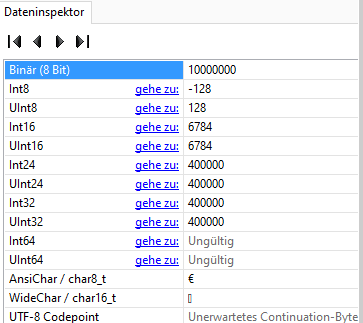 Dateninspektor
Binär (8 Bit) 10000000
Int8 gehe zu: -128
UInt8 gehe zu: 128
Int16 gehe zu: 6784
UInt16 gehe zu: 6784
Int24 gehe zu: 400000
UInt24 gehe zu: 400000
Int32 gehe zu: 400000
UInt32 gehe zu: 400000
Int64 gehe zu: Ungültig
UInt64 gehe zu: Ungültig
AnsiChar / char8_t €
WideChar / char16_t
UTF-8 Codepoint Unerwartetes Continuation-Byte